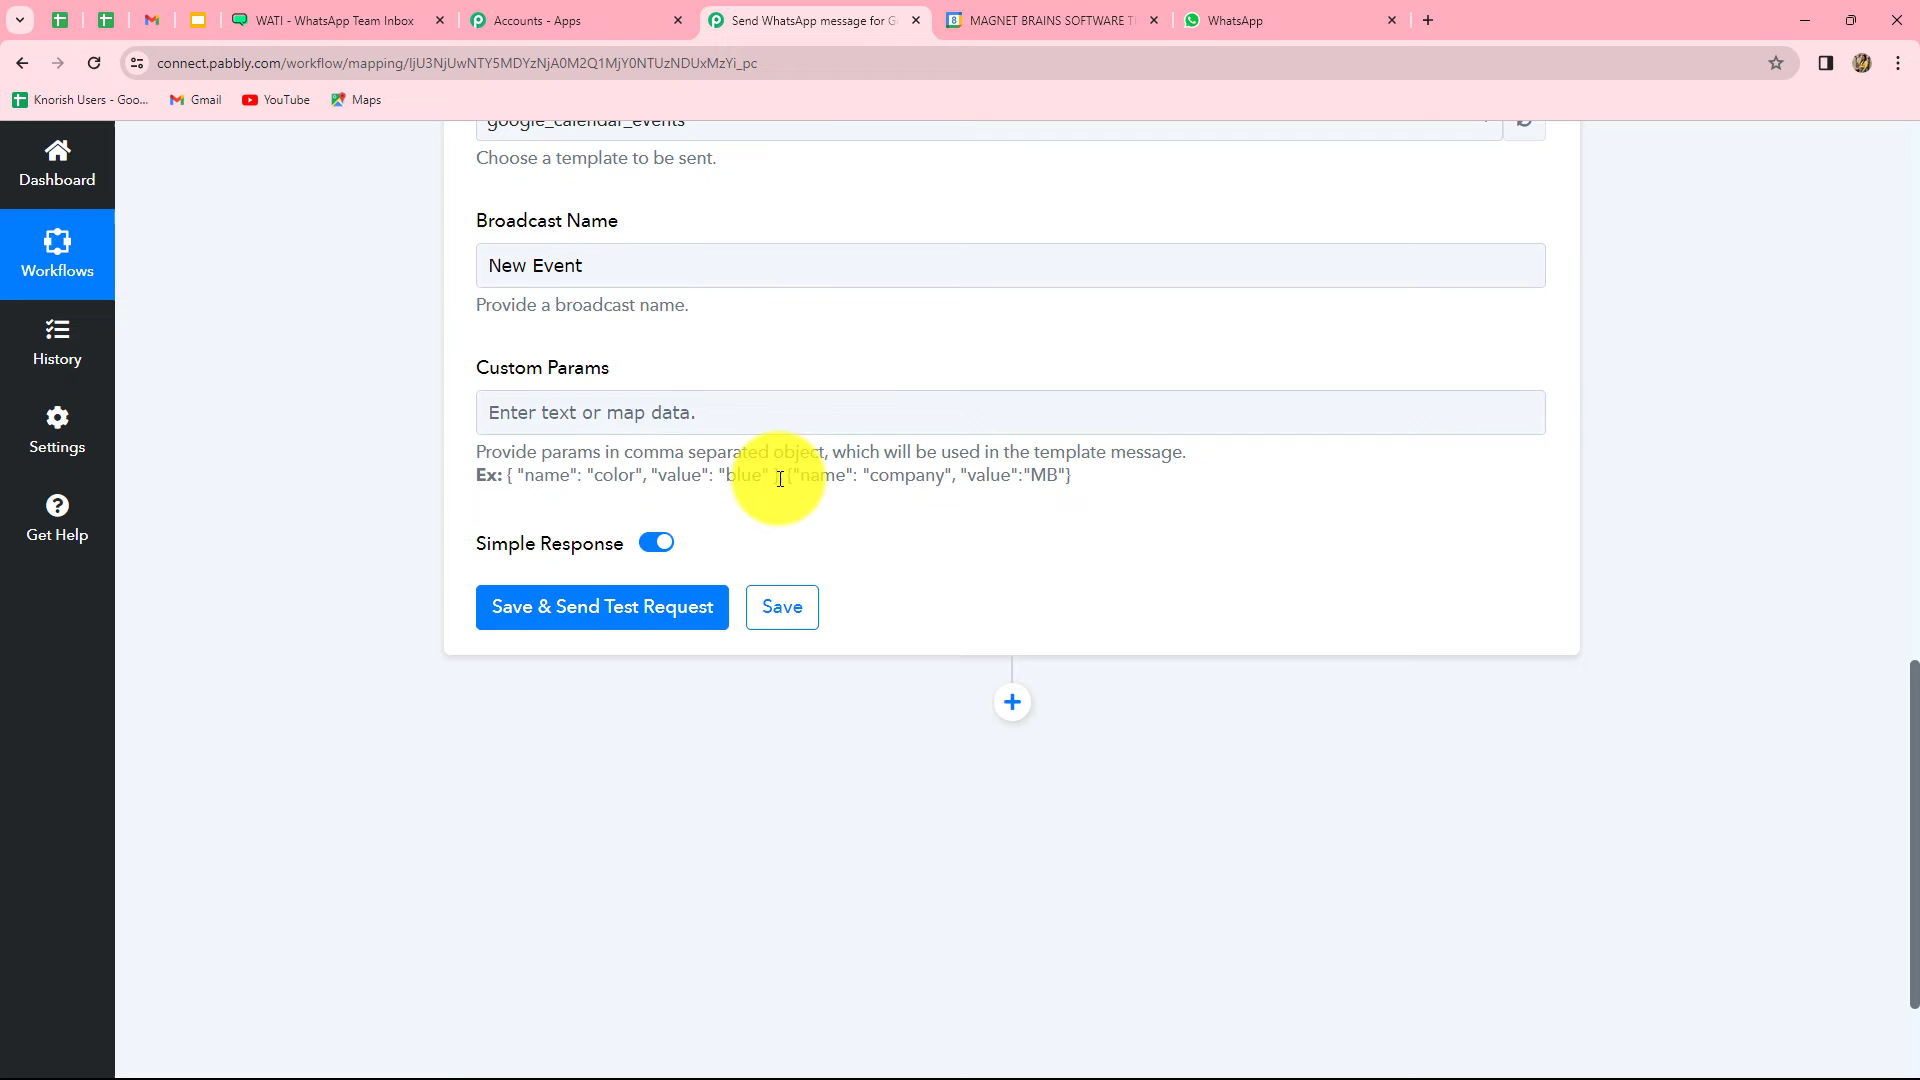 WATI - WhatsApp Team Inbox
Accounts - Apps
Send WhatsApp message for G
MAGNET BRAINS SOFTWARE T
WhatsApp
connect.pabbly.com/workflow/mapping/IjU3NjUwNTY5MDYzNjA0M2Q1MjY0NTUzNDUxMzYi_pc
Knorish Users - Goo...
Gmail
YouTube
Maps
Dashboard
Workflows
History
Settings
Get Help
google_calendar_events
Choose a template to be sent.
Broadcast Name
New Event
Provide a broadcast name.
Custom Params
Enter text or map data.
Provide params in comma separated object, which will be used in the template message.
Ex: { "name": "color", "value": "blue" }, {"name": "company", "value":"MB"}
Simple Response
Save & Send Test Request
Save